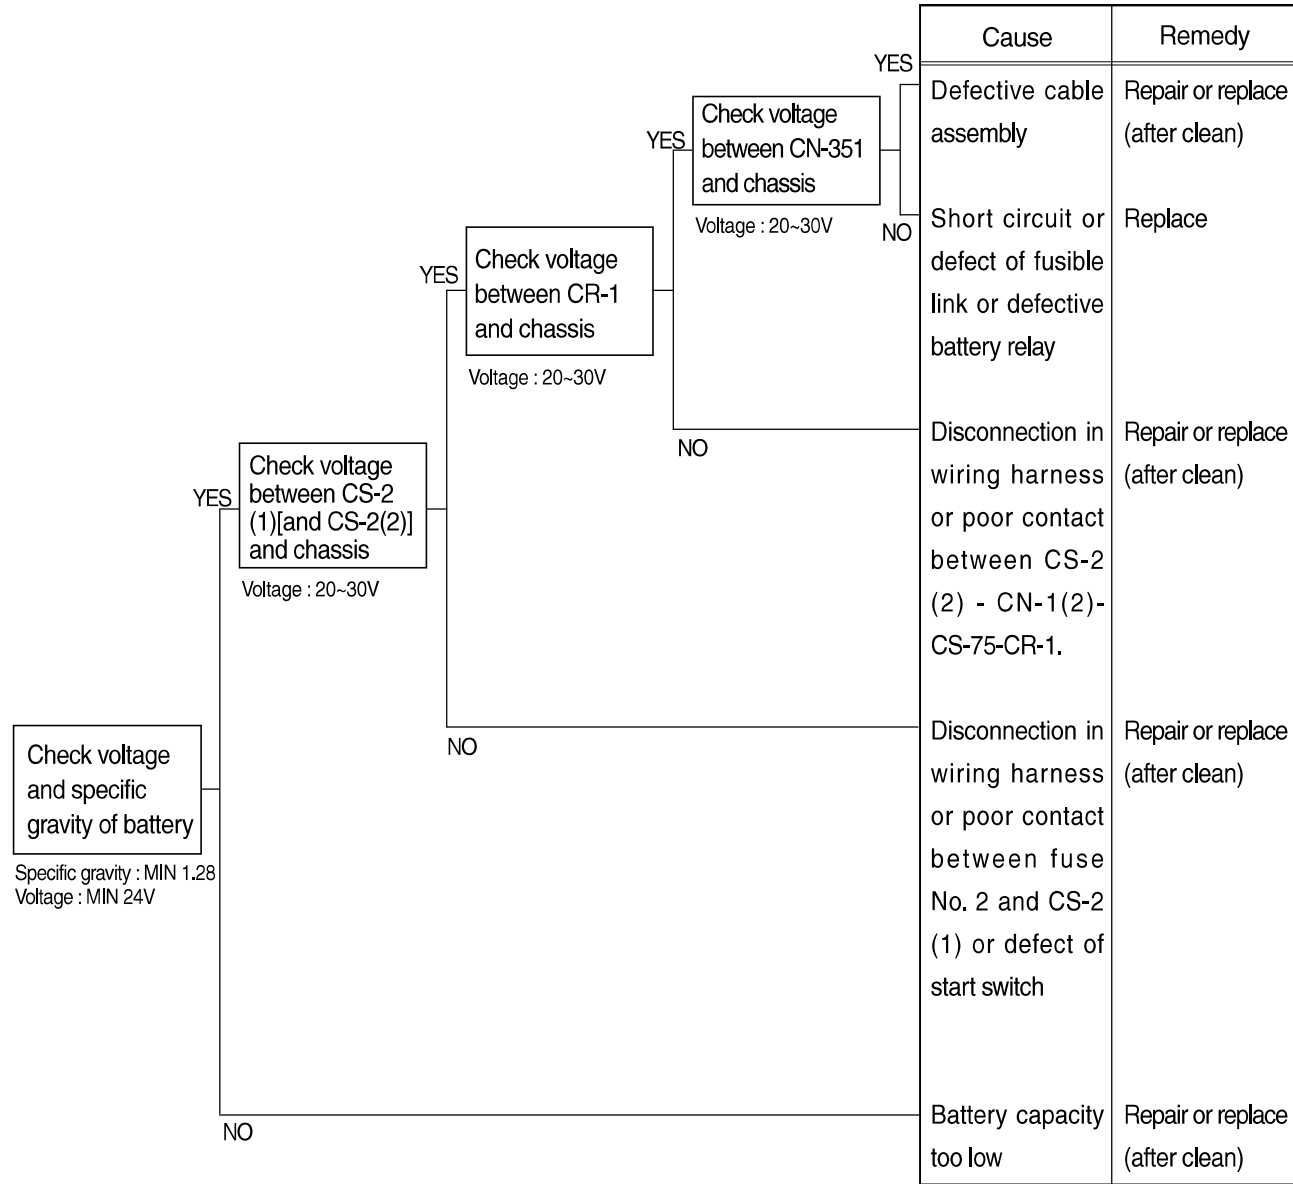 Cause
Remedy
YES
Defective cable
assembly
Repair or replace
(after clean)
Check voltage
between CN-351
and chassis
YES
Voltage : 20~30V
NO
Short circuit or
defect of fusible
link or defective
battery relay
Replace
Check voltage
between CR-1
and chassis
YES
Voltage : 20~30V
NO
Disconnection in
wiring harness
or poor contact
between CS-2
(2) - CN-1(2)-
CS-75-CR-1.
Repair or replace
(after clean)
Check voltage
between CS-2
(1)[and CS-2(2)]
and chassis
YES
Voltage : 20~30V
NO
Disconnection in
wiring harness
or poor contact
between fuse
No. 2 and CS-2
(1) or defect of
start switch
Repair or replace
(after clean)
Check voltage
and specific
gravity of battery
Specific gravity : MIN 1.28
Voltage : MIN 24V
NO
Battery capacity
too low
Repair or replace
(after clean)